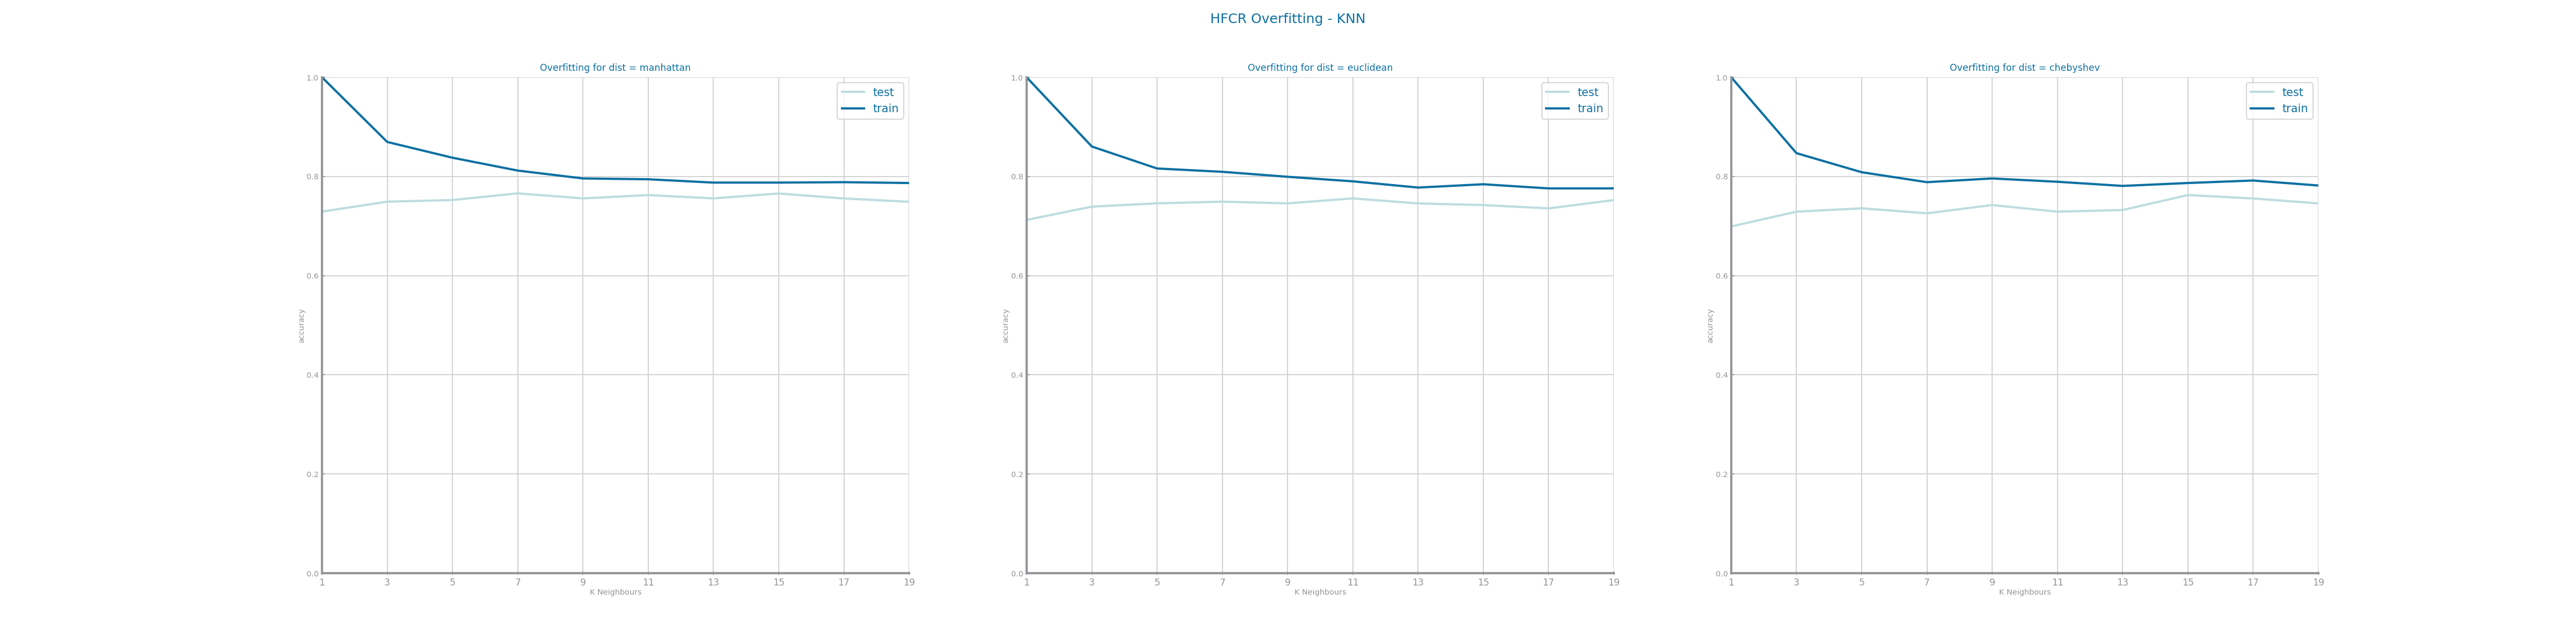 HFCR Overfitting - KNN
Overfitting for dist = manhattan
test
train
1.0
0.8
0.6
0.4
0.2
0.0
accuracy
1 3 5 7 9 11 13 15 17 19
K Neighbours
Overfitting for dist = euclidean
test
train
1.0
0.8
0.6
0.4
0.2
0.0
accuracy
1 3 5 7 9 11 13 15 17 19
K Neighbours
Overfitting for dist = chebyshev
test
train
1.0
0.8
0.6
0.4
0.2
0.0
accuracy
1 3 5 7 9 11 13 15 17 19
K Neighbours